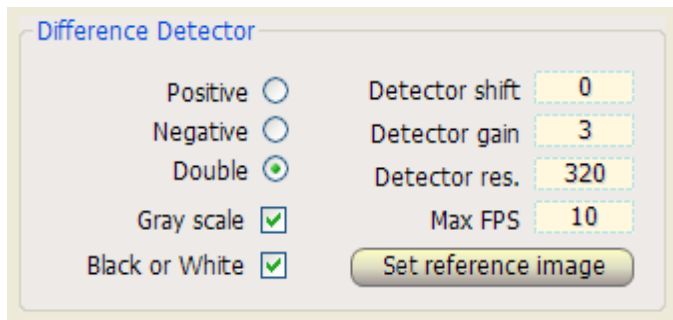 Difference Detector
Positive
Negative
Double
Gray scale
Black or White
Detector shift 0
Detector gain 3
Detector res. 320
Max FPS 10
Set reference image